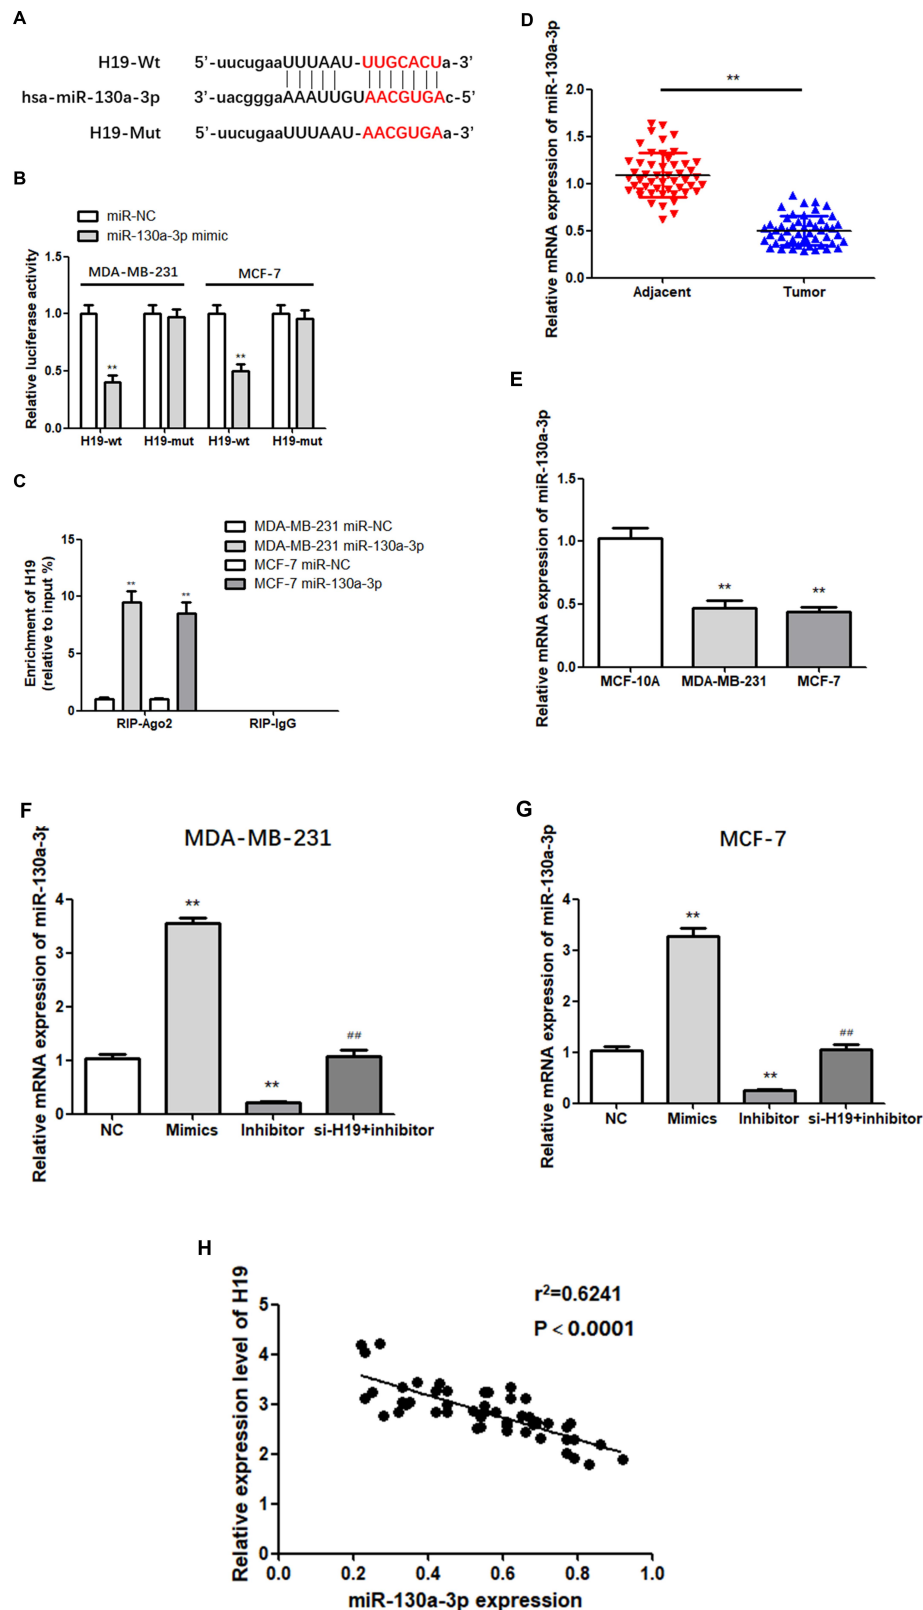 A
H19-Wt 5'-uucugaaUUUAAU-UUGCACUa-3'
hsa-miR-130a-3p 3'-uacgggaAAAUUGUAACGUGAc-5'
H19-Mut 5'-uucugaaUUUAAU-AACGUGAa-3'
B
miR-NC
miR-130a-3p mimic
Relative luciferase activity
1.5
1.0
0.5
0.0
MDA-MB-231
MCF-7
**
**
H19-wt H19-mut H19-wt H19-mut
C
MDA-MB-231 miR-NC
MDA-MB-231 miR-130a-3p
MCF-7 miR-NC
MCF-7 miR-130a-3p
Enrichment of H19
(relative to input %)
15
10
5
0
**
**
RIP-Ago2 RIP-IgG
D
Relative mRNA expression of miR-130a-3p
2.0
1.5
1.0
0.5
0.0
**
Adjacent Tumor
E
Relative mRNA expression of miR-130a-3p
1.5
1.0
0.5
0.0
**
**
MCF-10A MDA-MB-231 MCF-7
F
MDA-MB-231
Relative mRNA expression of miR-130a-3p
4
3
2
1
0
**
**
##
NC Mimics Inhibitor si-H19+inhibitor
G
MCF-7
Relative mRNA expression of miR-130a-3p
4
3
2
1
0
**
**
##
NC Mimics Inhibitor si-H19+inhibitor
H
r²=0.6241
P < 0.0001
Relative expression level of H19
5
4
3
2
1
0
0.0 0.2 0.4 0.6 0.8 1.0
miR-130a-3p expression